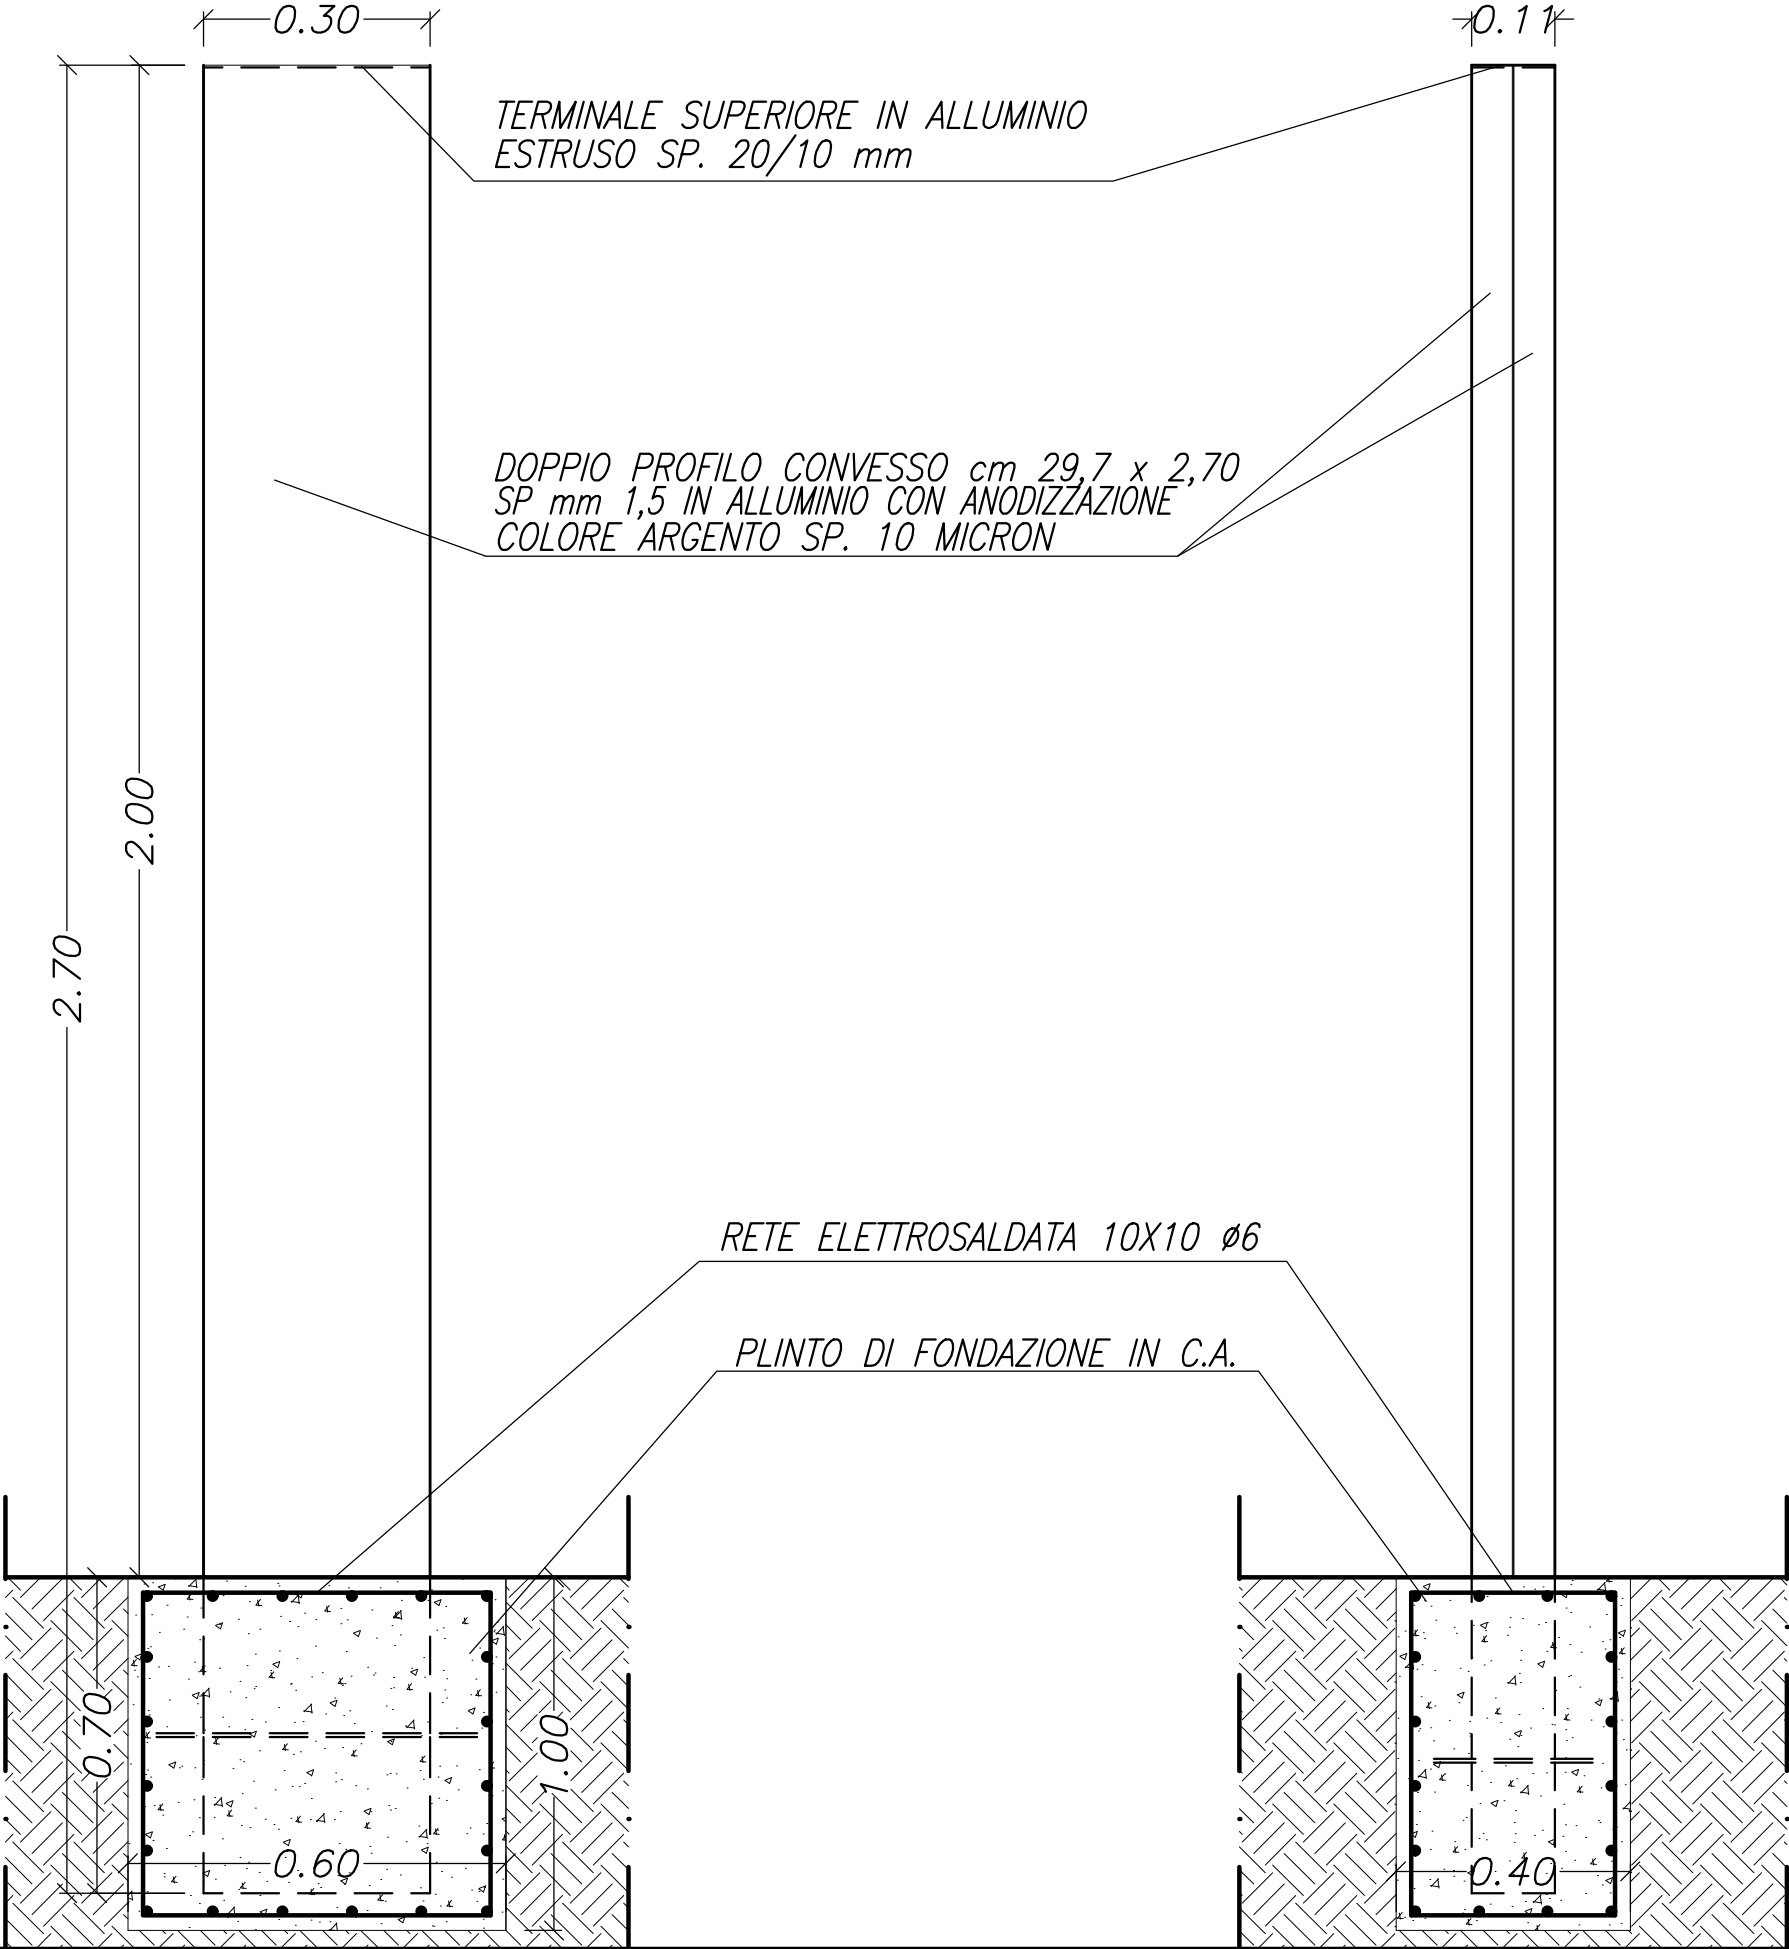 0.30
0.11
TERMINALE SUPERIORE IN ALLUMINIO
ESTRUSO SP. 20/10 mm
DOPPIO PROFILO CONVESSO cm 29,7 x 2,70
SP mm 1,5 IN ALLUMINIO CON ANODIZZAZIONE
COLORE ARGENTO SP. 10 MICRON
2.00
2.70
RETE ELETTROSALDATA 10X10 ø6
PLINTO DI FONDAZIONE IN C.A.
0.70
1.00
0.60
0.40